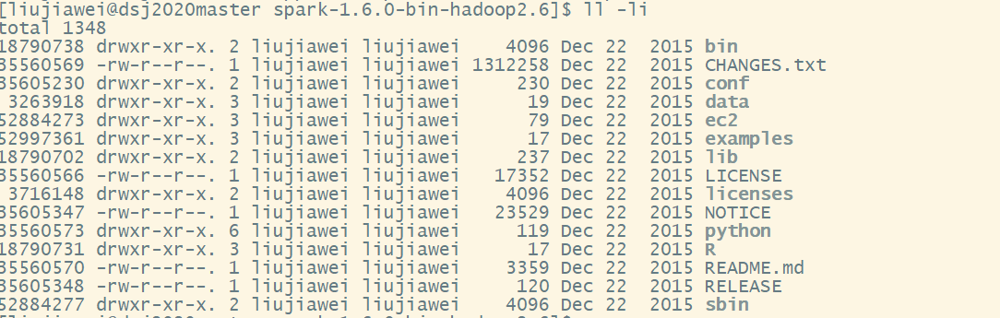 [liujiawei@dsj2020master spark-1.6.0-bin-hadoop2.6]$ ll -li
total 1348
18790738 drwxr-xr-x. 2 liujiawei liujiawei    4096 Dec 22  2015 bin
35560569 -rw-r--r--. 1 liujiawei liujiawei 1312258 Dec 22  2015 CHANGES.txt
35605230 drwxr-xr-x. 2 liujiawei liujiawei     230 Dec 22  2015 conf
 3263918 drwxr-xr-x. 3 liujiawei liujiawei      19 Dec 22  2015 data
52884273 drwxr-xr-x. 3 liujiawei liujiawei      79 Dec 22  2015 ec2
52997361 drwxr-xr-x. 3 liujiawei liujiawei      17 Dec 22  2015 examples
18790702 drwxr-xr-x. 2 liujiawei liujiawei     237 Dec 22  2015 lib
35560566 -rw-r--r--. 1 liujiawei liujiawei   17352 Dec 22  2015 LICENSE
 3716148 drwxr-xr-x. 2 liujiawei liujiawei    4096 Dec 22  2015 licenses
35605347 -rw-r--r--. 1 liujiawei liujiawei   23529 Dec 22  2015 NOTICE
35560573 drwxr-xr-x. 6 liujiawei liujiawei     119 Dec 22  2015 python
18790731 drwxr-xr-x. 3 liujiawei liujiawei      17 Dec 22  2015 R
35560570 -rw-r--r--. 1 liujiawei liujiawei    3359 Dec 22  2015 README.md
35605348 -rw-r--r--. 1 liujiawei liujiawei     120 Dec 22  2015 RELEASE
52884277 drwxr-xr-x. 2 liujiawei liujiawei    4096 Dec 22  2015 sbin